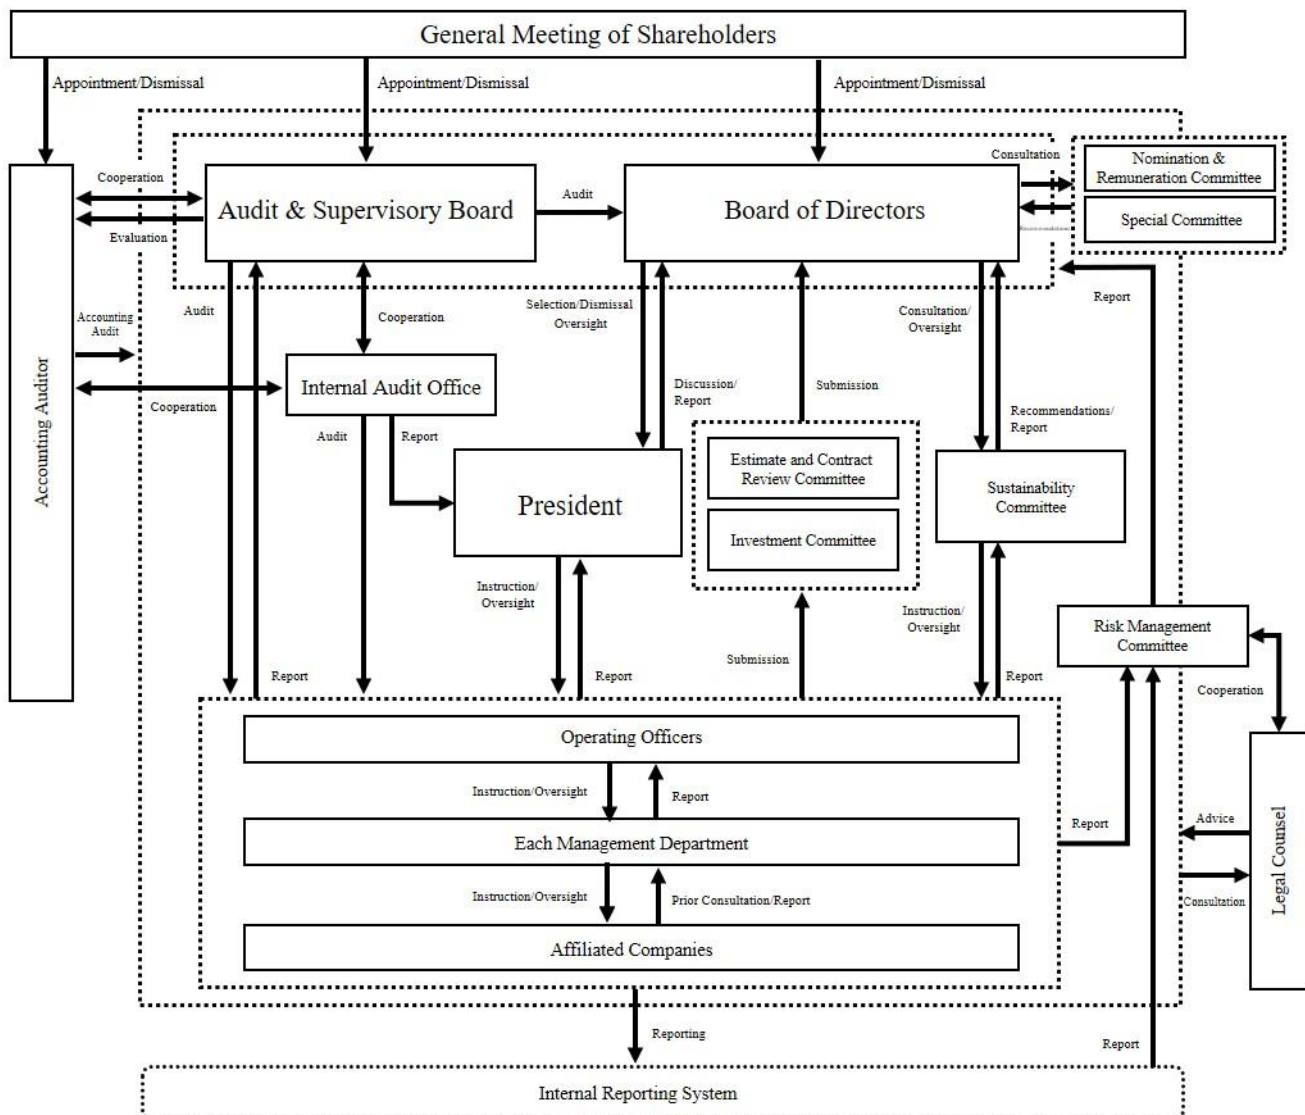 General Meeting of Shareholders
Appointment/Dismissal
Appointment/Dismissal
Appointment/Dismissal
Consultation
Nomination &
Remuneration Committee
Special Committee
Cooperation
Evaluation
Audit & Supervisory Board
Audit
Board of Directors
Report
Accounting
Audit
Audit
Cooperation
Selection/Dismissal
Oversight
Consultation/
Oversight
Accounting Auditor
Cooperation
Internal Audit Office
Discussion/
Report
Submission
Recommendations/
Report
Audit
Report
President
Estimate and Contract
Review Committee
Investment Committee
Sustainability
Committee
Instruction/
Oversight
Instruction/
Oversight
Risk Management
Committee
Report
Report
Submission
Report
Cooperation
Operating Officers
Instruction/Oversight
Report
Each Management Department
Report
Advice
Legal Counsel
Consultation
Instruction/Oversight
Prior Consultation/Report
Affiliated Companies
Reporting
Report
Internal Reporting System